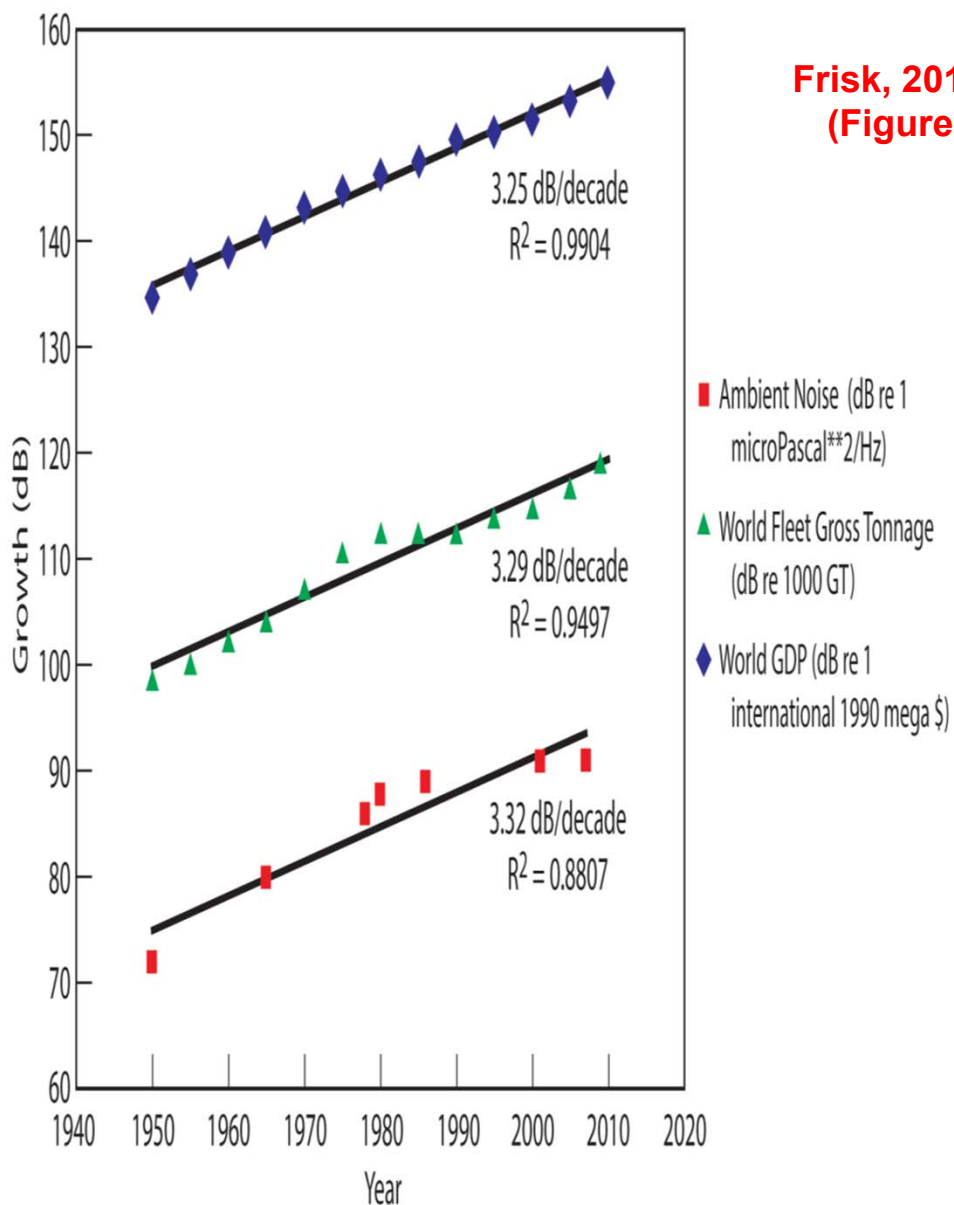 Frisk, 201
(Figure
160
150
140
130
120
110
100
90
80
70
60
Growth (dB)
3.25 dB/decade
R² = 0.9904
3.29 dB/decade
R² = 0.9497
3.32 dB/decade
R² = 0.8807
1940 1950 1960 1970 1980 1990 2000 2010 2020
Year
Ambient Noise (dB re 1
microPascal**2/Hz)
World Fleet Gross Tonnage
(dB re 1000 GT)
World GDP (dB re 1
international 1990 mega $)